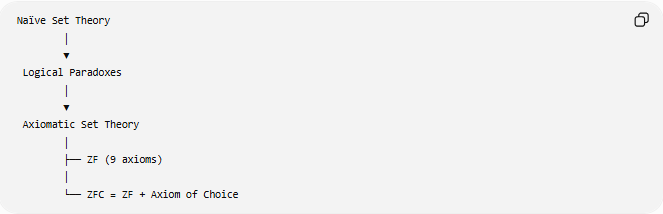 Naïve Set Theory
│
▼
Logical Paradoxes
│
▼
Axiomatic Set Theory
│
├── ZF (9 axioms)
│
└── ZFC = ZF + Axiom of Choice